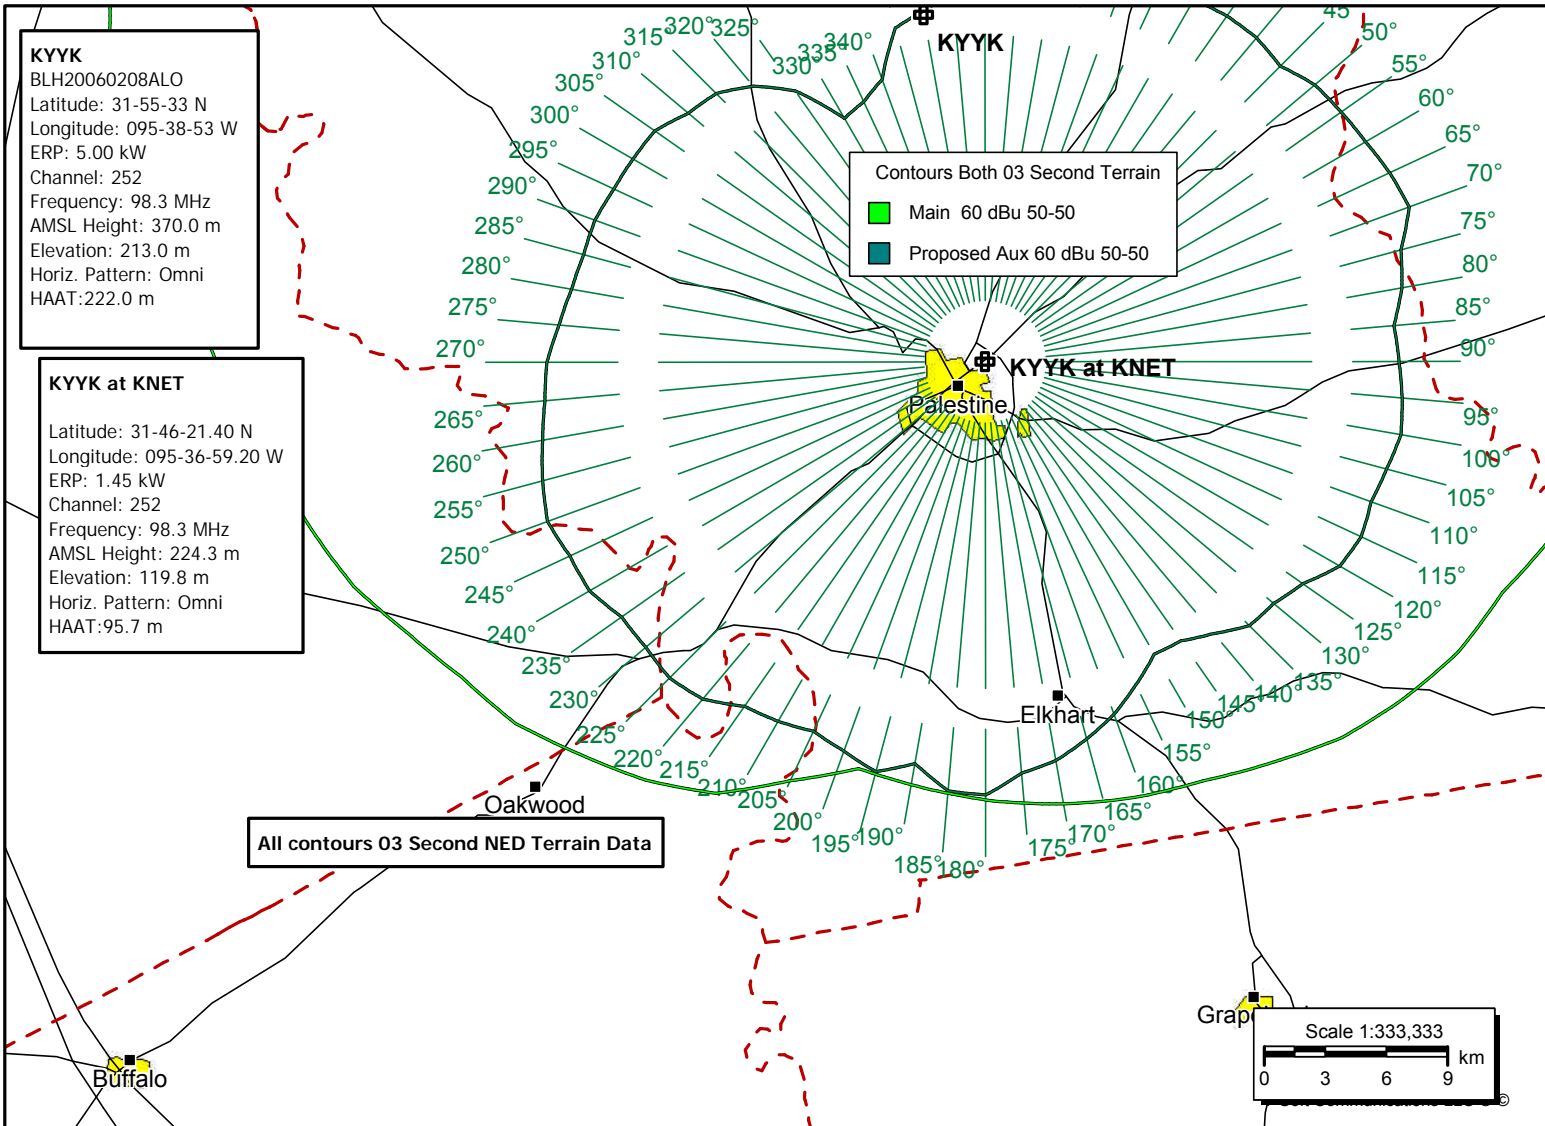 KYYK
BLH20060208ALO
Latitude: 31-55-33 N
Longitude: 095-38-53 W
ERP: 5.00 kW
Channel: 252
Frequency: 98.3 MHz
AMSL Height: 370.0 m
Elevation: 213.0 m
Horiz. Pattern: Omni
HAAT:222.0 m
KYYK at KNET
Latitude: 31-46-21.40 N
Longitude: 095-36-59.20 W
ERP: 1.45 kW
Channel: 252
Frequency: 98.3 MHz
AMSL Height: 224.3 m
Elevation: 119.8 m
Horiz. Pattern: Omni
HAAT:95.7 m
KYYK
Contours Both 03 Second Terrain
Main 60 dBu 50-50
Proposed Aux 60 dBu 50-50
KYYK at KNET
Palestine
Elkhart
Oakwood
Buffalo
All contours 03 Second NED Terrain Data
Scale 1:333,333
km
0 3 6 9
45
50°
55°
60°
65°
70°
75°
80°
85°
90°
95°
100°
105°
110°
115°
120°
125°
130°
135°
140°
145°
150°
155°
160°
165°
170°
175°
180°
185°
190°
195°
200°
205°
210°
215°
220°
225°
230°
235°
240°
245°
250°
255°
260°
265°
270°
275°
280°
285°
290°
295°
300°
305°
310°
315°
320°
325°
330°
335°
340°